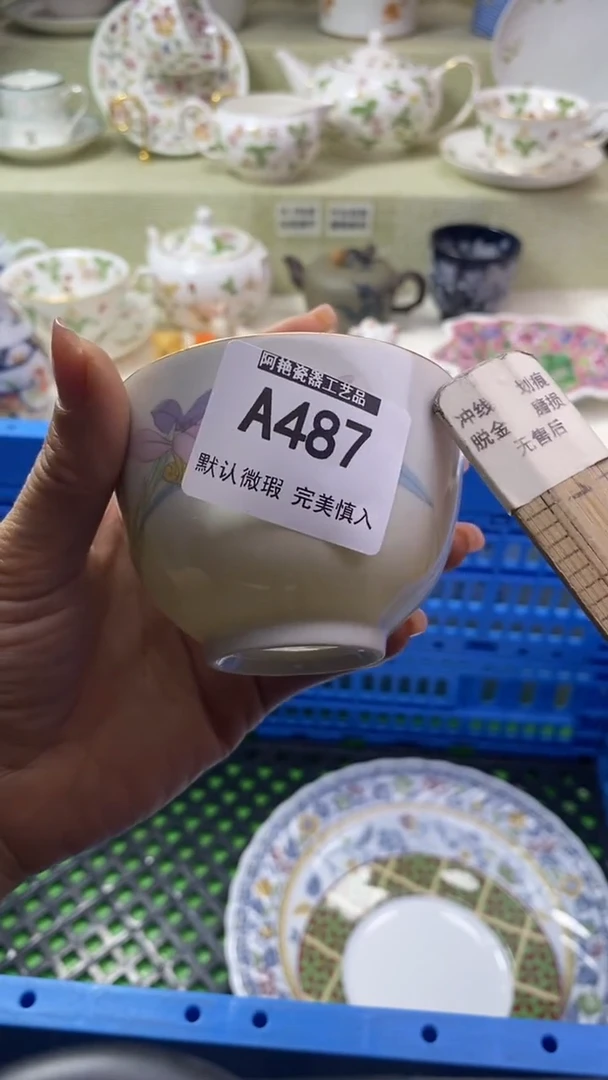 阿艳瓷器工艺品
A487
默认微瑕 完美慎入
冲线 划痕
脱金 磨损
无售后